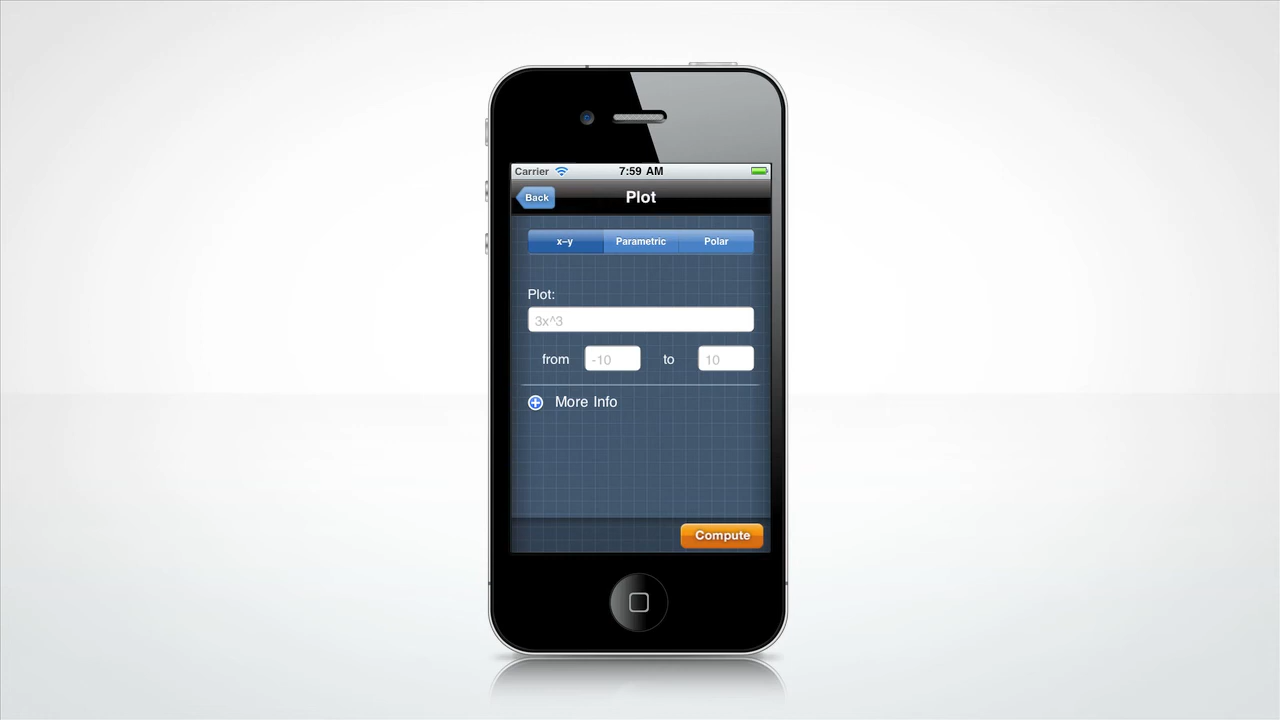 Carrier 7:59 AM
Back Plot
x-y Parametric Polar
Plot:
3x^3
from -10 to 10
More Info
Compute